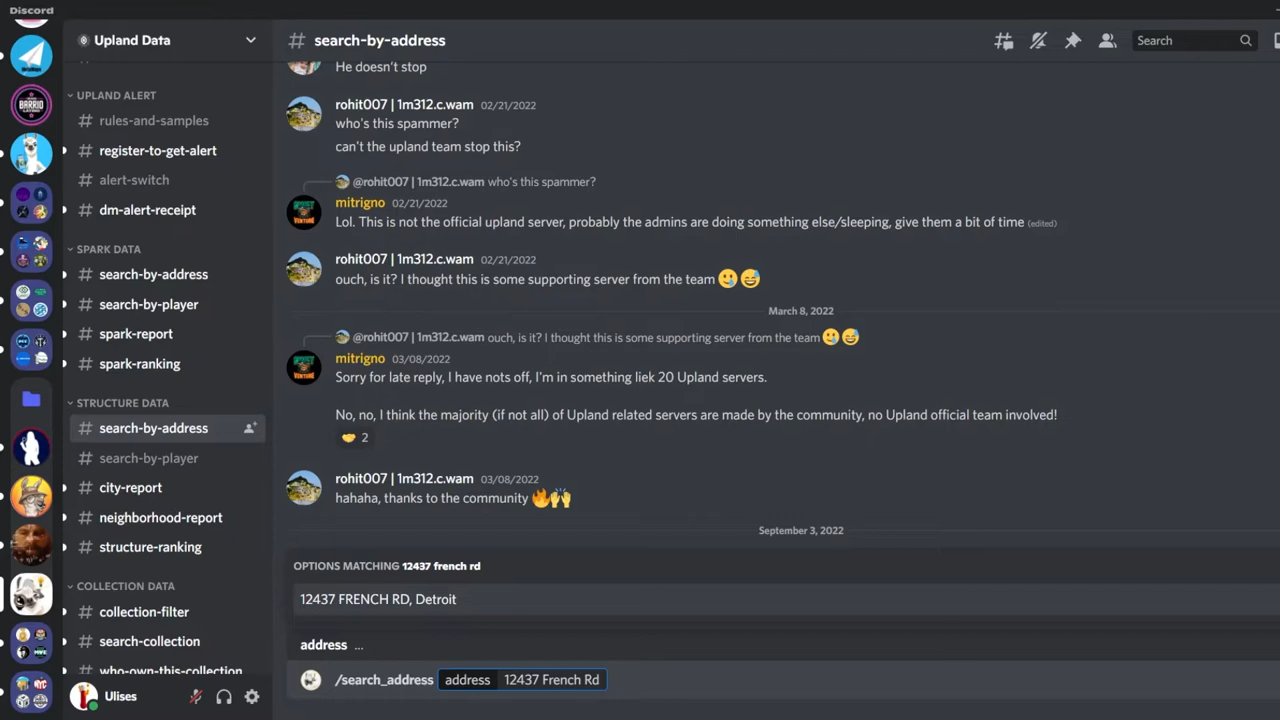 Discord
Upland Data
UPLAND ALERT
rules-and-samples
register-to-get-alert
alert-switch
dm-alert-receipt
SPARK DATA
search-by-address
search-by-player
spark-report
spark-ranking
STRUCTURE DATA
search-by-address
search-by-player
city-report
neighborhood-report
structure-ranking
COLLECTION DATA
collection-filter
search-collection
who-own-this-collection
Ulises
# search-by-address
Search
He doesn't stop
rohit007 | 1m312.c.wam 02/21/2022
who's this spammer?
can't the upland team stop this?
@rohit007 | 1m312.c.wam who's this spammer?
mitrigno 02/21/2022
Lol. This is not the official upland server, probably the admins are doing something else/sleeping, give them a bit of time (edited)
rohit007 | 1m312.c.wam 02/21/2022
ouch, is it? I thought this is some supporting server from the team 🥲😅
March 8, 2022
@rohit007 | 1m312.c.wam ouch, is it? I thought this is some supporting server from the team 🥲😅
mitrigno 03/08/2022
Sorry for late reply, I have nots off, I'm in something liek 20 Upland servers.
No, no, I think the majority (if not all) of Upland related servers are made by the community, no Upland official team involved!
🤝 2
rohit007 | 1m312.c.wam 03/08/2022
hahaha, thanks to the community 🔥🙌
September 3, 2022
OPTIONS MATCHING 12437 french rd
12437 FRENCH RD, Detroit
address ...
/search_address address 12437 French Rd